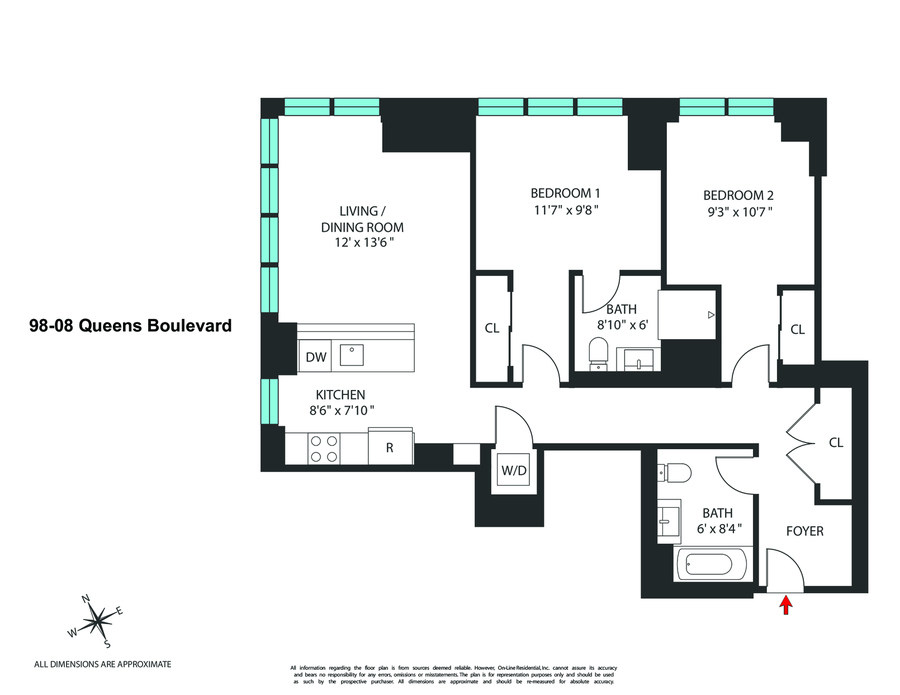 BEDROOM 1
11'7" x 9'8"
BEDROOM 2
9'3" x 10'7"
LIVING /
DINING ROOM
12' x 13'6"
98-08 Queens Boulevard
CL
BATH
8'10" x 6'
CL
DW
KITCHEN
8'6" x 7'10"
R
W/D
CL
BATH
6' x 8'4"
FOYER
N
E
W
S
ALL DIMENSIONS ARE APPROXIMATE
All information regarding the floor plan is from sources deemed reliable. However, On-Line Residential, Inc. cannot assure its accuracy
and bears no responsibility for any errors, omissions or misstatements. The plan is for representation purposes only and should be used
as such by the prospective purchaser. All dimensions are approximate and should be re-measured for absolute accuracy.